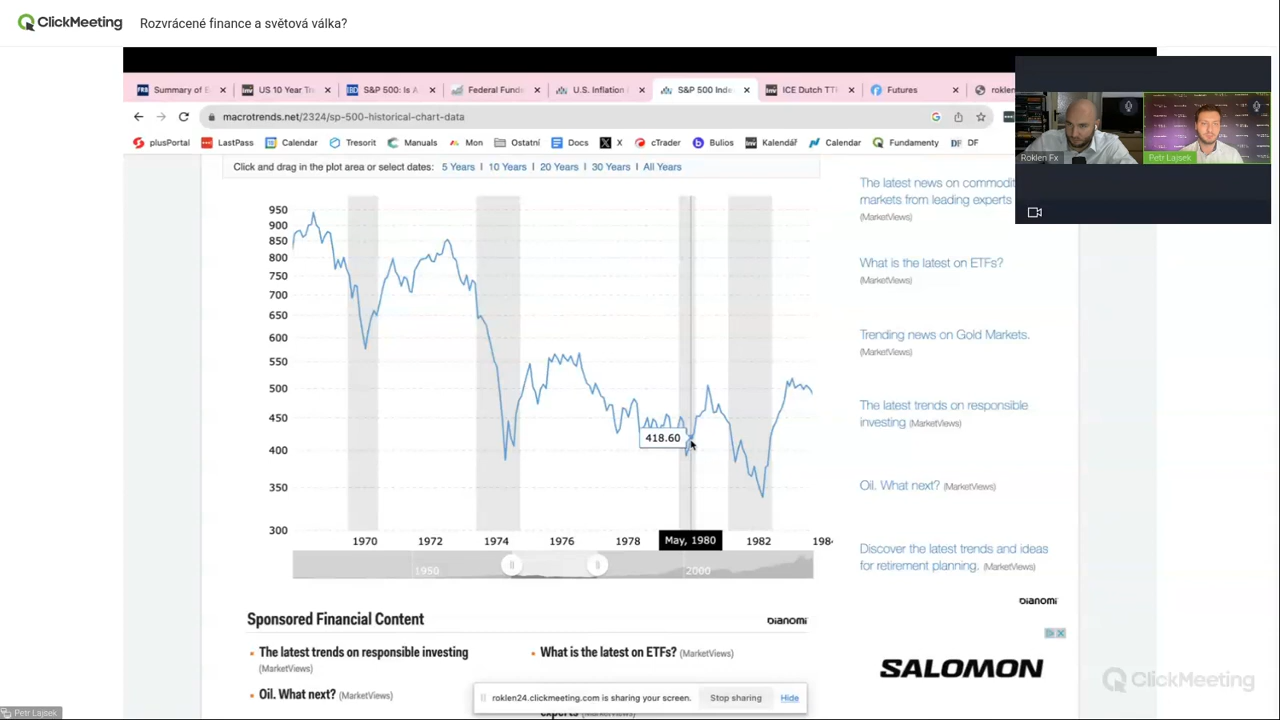 ClickMeeting
Rozvrácené finance a světová válka?
Summary of E
US 10 Year Tr
S&P 500: Is A
Federal Fund
U.S. Inflation
S&P 500 Inde
ICE Dutch TT
Futures
roklen
macrotrends.net/2324/sp-500-historical-chart-data
plusPortal
LastPass
Calendar
Tresorit
Manuals
Mon
Ostatní
Docs
X
cTrader
Bulios
Kalendář
Calendar
Fundamenty
DF
Roklen Fx
Petr Lajsek
Click and drag in the plot area or select dates: 5 Years | 10 Years | 20 Years | 30 Years | All Years
950
900
850
800
750
700
650
600
550
500
450
400
350
300
418.60
1970
1972
1974
1976
1978
May, 1980
1982
198
1950
2000
The latest news on commodit
markets from leading experts
(MarketViews)
What is the latest on ETFs?
(MarketViews)
Trending news on Gold Markets.
(MarketViews)
The latest trends on responsible
investing (MarketViews)
Oil. What next? (MarketViews)
Discover the latest trends and ideas
for retirement planning. (MarketViews)
bianomi
Sponsored Financial Content
bianomi
The latest trends on responsible investing
(MarketViews)
Oil. What next? (MarketViews)
What is the latest on ETFs? (MarketViews)
SALOMON
ClickMeeting
roklen24.clickmeeting.com is sharing your screen.
Stop sharing
Hide
Petr Lajsek